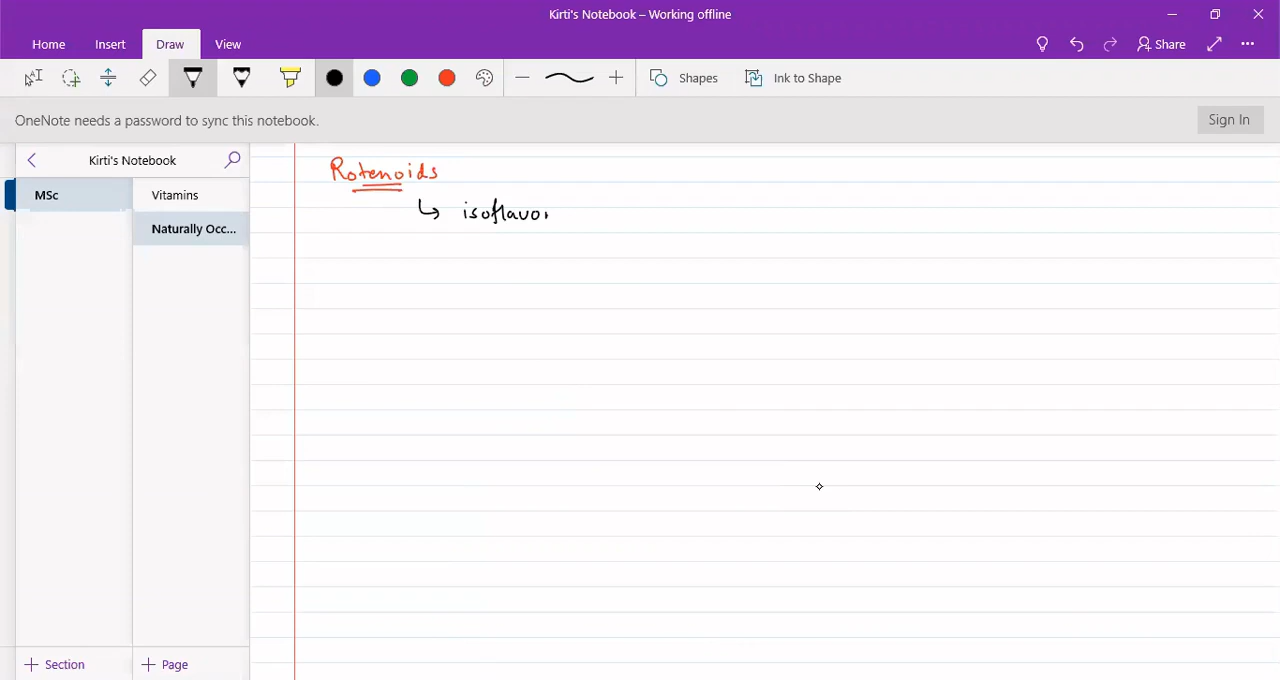 Kirti's Notebook – Working offline
Home Insert Draw View Share
Shapes Ink to Shape
OneNote needs a password to sync this notebook. Sign In
Kirti's Notebook
MSc Vitamins
Naturally Occ...
Rotenoids
↳ isoflavon
+ Section + Page